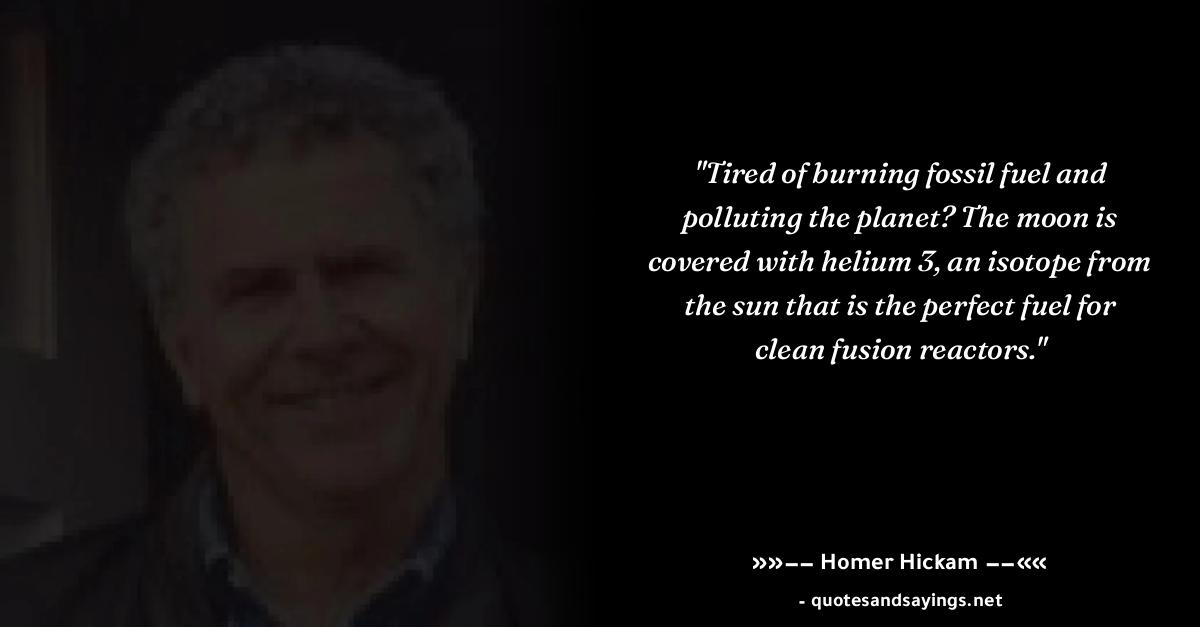 "Tired of burning fossil fuel and
polluting the planet? The moon is
covered with helium 3, an isotope from
the sun that is the perfect fuel for
clean fusion reactors."
»»–– Homer Hickam ––««
- quotesandsayings.net